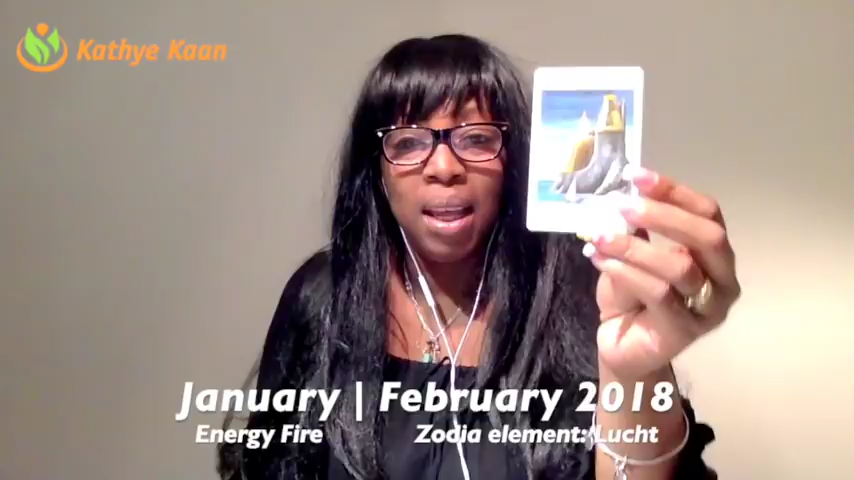 Kathye Kaan
January | February 2018
Energy Fire Zodia element: Lucht